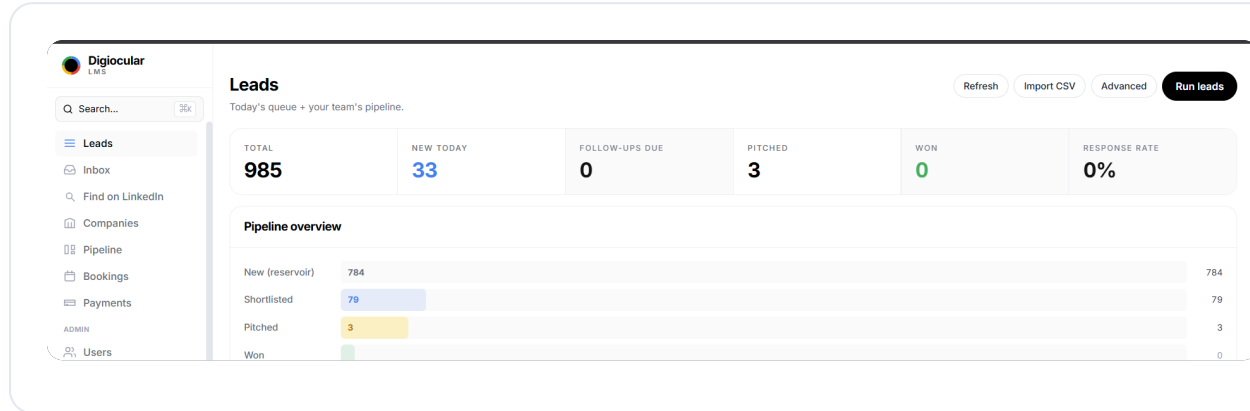 Digiocular
LMS
Search...
⌘K
Leads
Inbox
Find on LinkedIn
Companies
Pipeline
Bookings
Payments
ADMIN
Users
Leads
Today's queue + your team's pipeline.
Refresh
Import CSV
Advanced
Run leads
TOTAL
985
NEW TODAY
33
FOLLOW-UPS DUE
0
PITCHED
3
WON
0
RESPONSE RATE
0%
Pipeline overview
New (reservoir) 784 784
Shortlisted 79 79
Pitched 3 3
Won 0